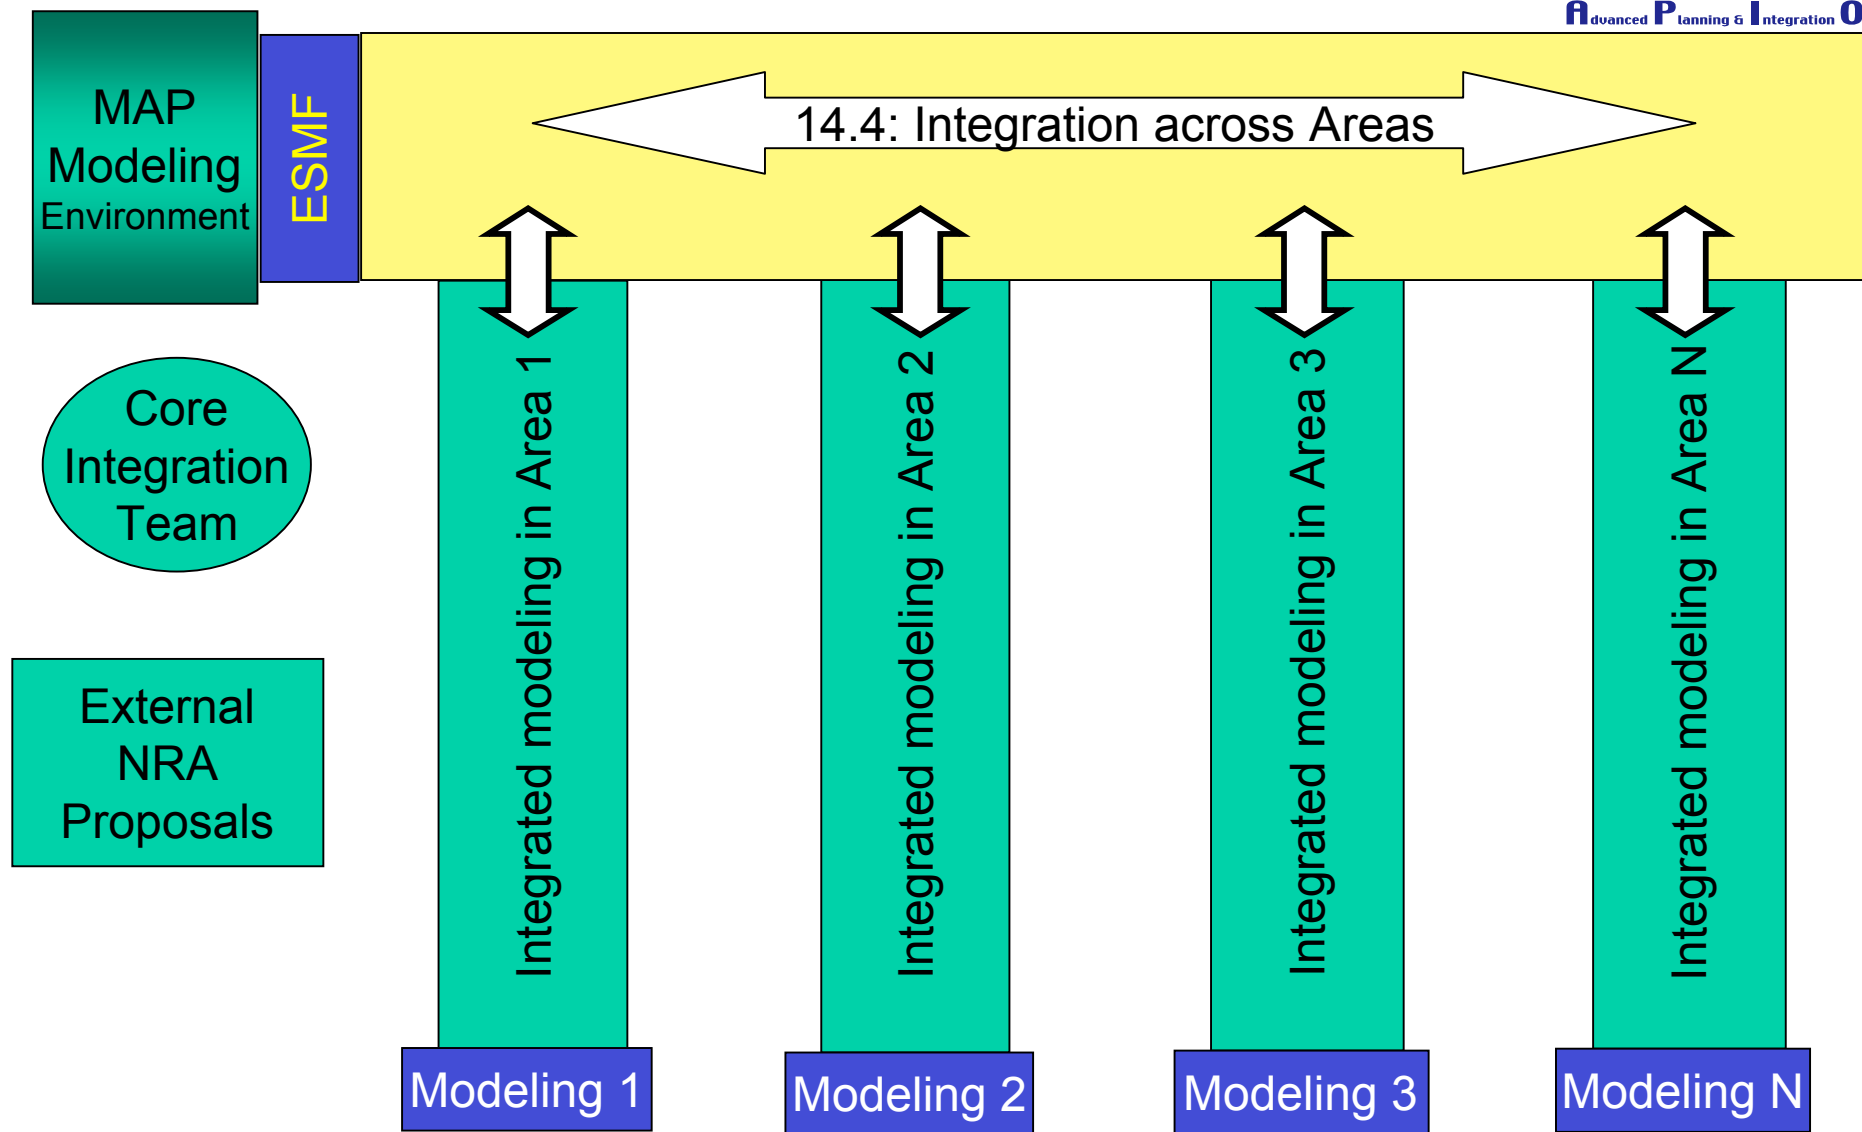 Advanced Planning & Integration O
MAP
Modeling
Environment
ESMF
14.4: Integration across Areas
Core
Integration
Team
External
NRA
Proposals
Integrated modeling in Area 1
Integrated modeling in Area 2
Integrated modeling in Area 3
Integrated modeling in Area N
Modeling 1
Modeling 2
Modeling 3
Modeling N